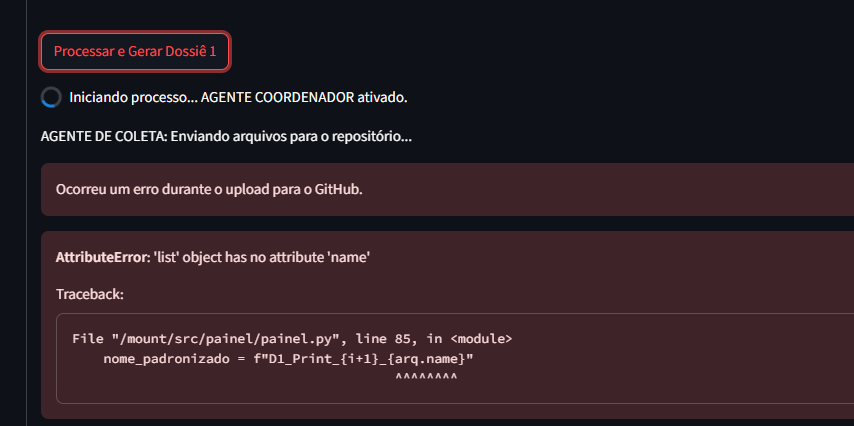 Processar e Gerar Dossiê 1
Iniciando processo... AGENTE COORDENADOR ativado.
AGENTE DE COLETA: Enviando arquivos para o repositório...
Ocorreu um erro durante o upload para o GitHub.
AttributeError: 'list' object has no attribute 'name'
Traceback:
File "/mount/src/painel/painel.py", line 85, in <module>
    nome_padronizado = f"D1_Print_{i+1}_{arq.name}"
                                         ^^^^^^^^